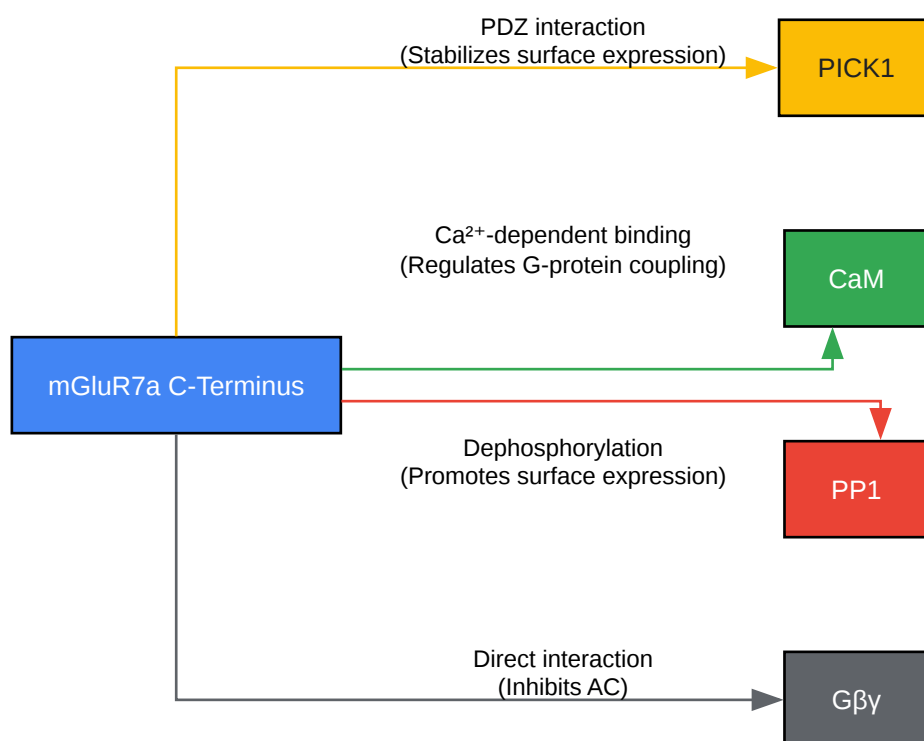 PDZ interaction
(Stabilizes surface expression)
PICK1
Ca²⁺-dependent binding
(Regulates G-protein coupling)
CaM
mGluR7a C-Terminus
Dephosphorylation
(Promotes surface expression)
PP1
Direct interaction
(Inhibits AC)
Gβγ